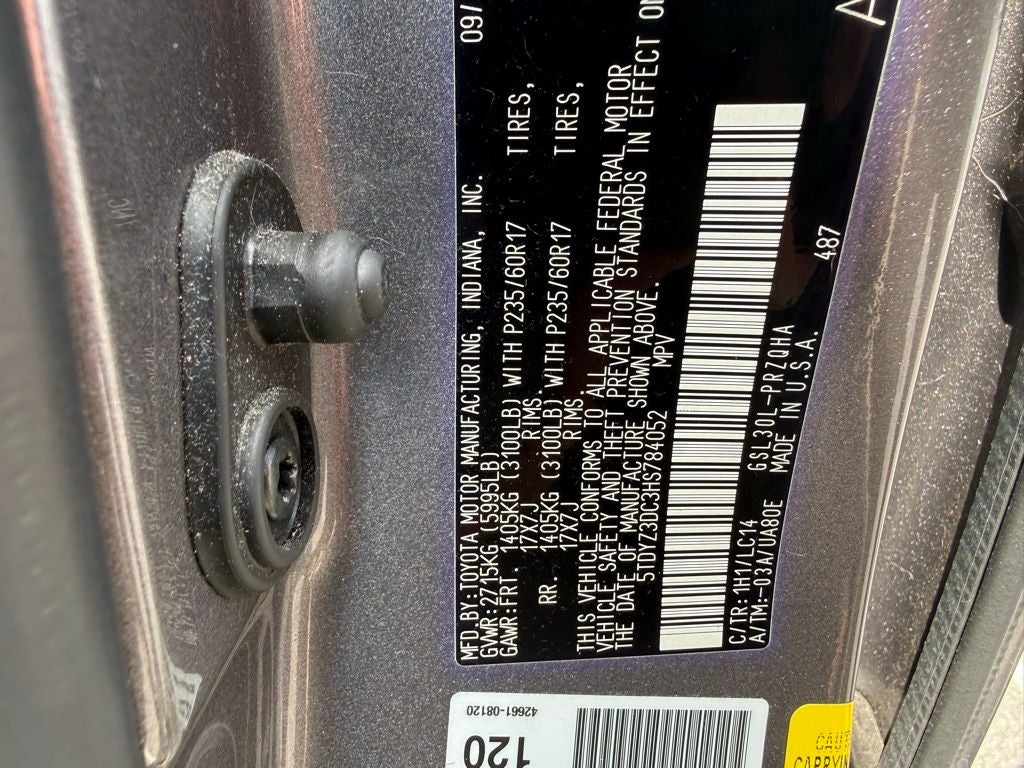 09/
MFD.BY:TOYOTA MOTOR MANUFACTURING, INDIANA, INC.
GVWR:2715KG (5995LB)
GAWR:FRT. 1405KG (3100LB) WITH P235/60R17 TIRES,
17X7J RIMS.
RR. 1405KG (3100LB) WITH P235/60R17 TIRES,
17X7J RIMS.
THIS VEHICLE CONFORMS TO ALL APPLICABLE FEDERAL MOTOR
VEHICLE SAFETY AND THEFT PREVENTION STANDARDS IN EFFECT ON
THE DATE OF MANUFACTURE SHOWN ABOVE.
5TDYZ3DC3HS784052 MPV
487
C/TR:1H1/LC14 GSL30L-PRZQHA
A/TM:-03A/UA80E MADE IN U.S.A.
A
42661-08120
120
CAUT
CARRYIN